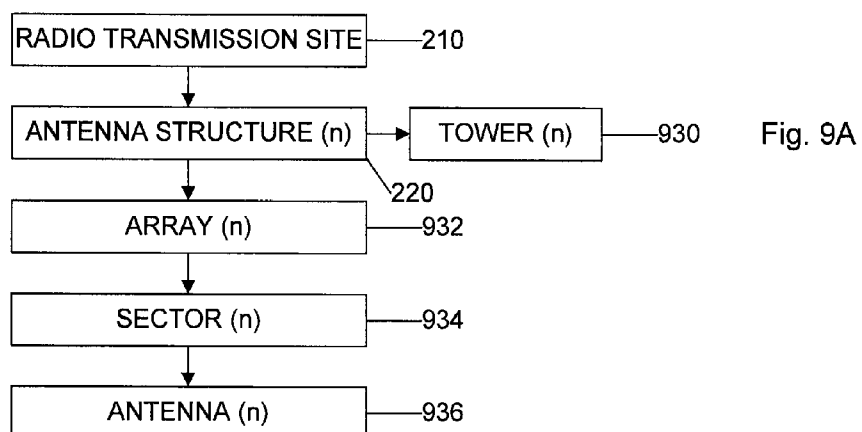 RADIO TRANSMISSION SITE 210
ANTENNA STRUCTURE (n) TOWER (n) 930 Fig. 9A
220
ARRAY (n) 932
SECTOR (n) 934
ANTENNA (n) 936